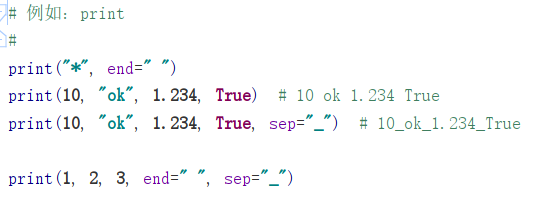 # 例如：print
#
print("*", end=" ")
print(10, "ok", 1.234, True)  # 10 ok 1.234 True
print(10, "ok", 1.234, True, sep="_")  # 10_ok_1.234_True
print(1, 2, 3, end=" ", sep="_")